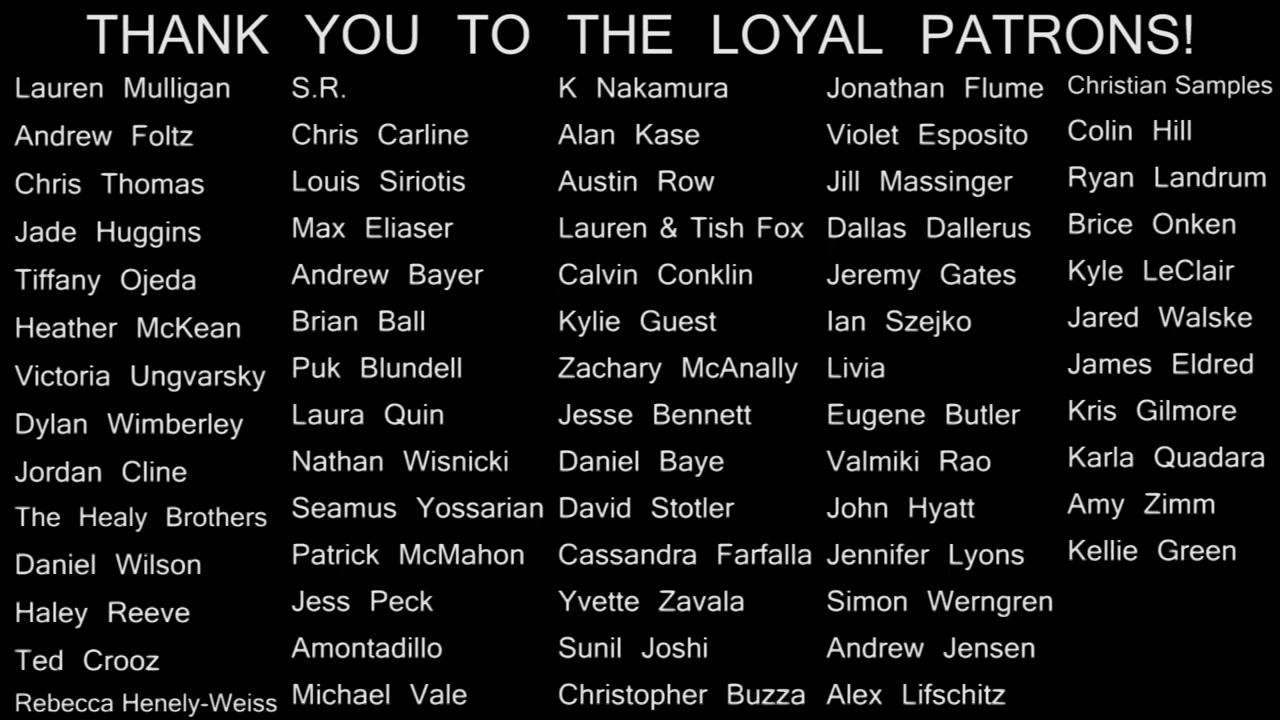 THANK YOU TO THE LOYAL PATRONS!
Lauren Mulligan
Andrew Foltz
Chris Thomas
Jade Huggins
Tiffany Ojeda
Heather McKean
Victoria Ungvarsky
Dylan Wimberley
Jordan Cline
The Healy Brothers
Daniel Wilson
Haley Reeve
Ted Crooz
Rebecca Henely-Weiss
S.R.
Chris Carline
Louis Siriotis
Max Eliaser
Andrew Bayer
Brian Ball
Puk Blundell
Laura Quin
Nathan Wisnicki
Seamus Yossarian
Patrick McMahon
Jess Peck
Amontadillo
Michael Vale
K Nakamura
Alan Kase
Austin Row
Lauren & Tish Fox
Calvin Conklin
Kylie Guest
Zachary McAnally
Jesse Bennett
Daniel Baye
David Stotler
Cassandra Farfalla
Yvette Zavala
Sunil Joshi
Christopher Buzza
Jonathan Flume
Violet Esposito
Jill Massinger
Dallas Dallerus
Jeremy Gates
Ian Szejko
Livia
Eugene Butler
Valmiki Rao
John Hyatt
Jennifer Lyons
Simon Werngren
Andrew Jensen
Alex Lifschitz
Christian Samples
Colin Hill
Ryan Landrum
Brice Onken
Kyle LeClair
Jared Walske
James Eldred
Kris Gilmore
Karla Quadara
Amy Zimm
Kellie Green